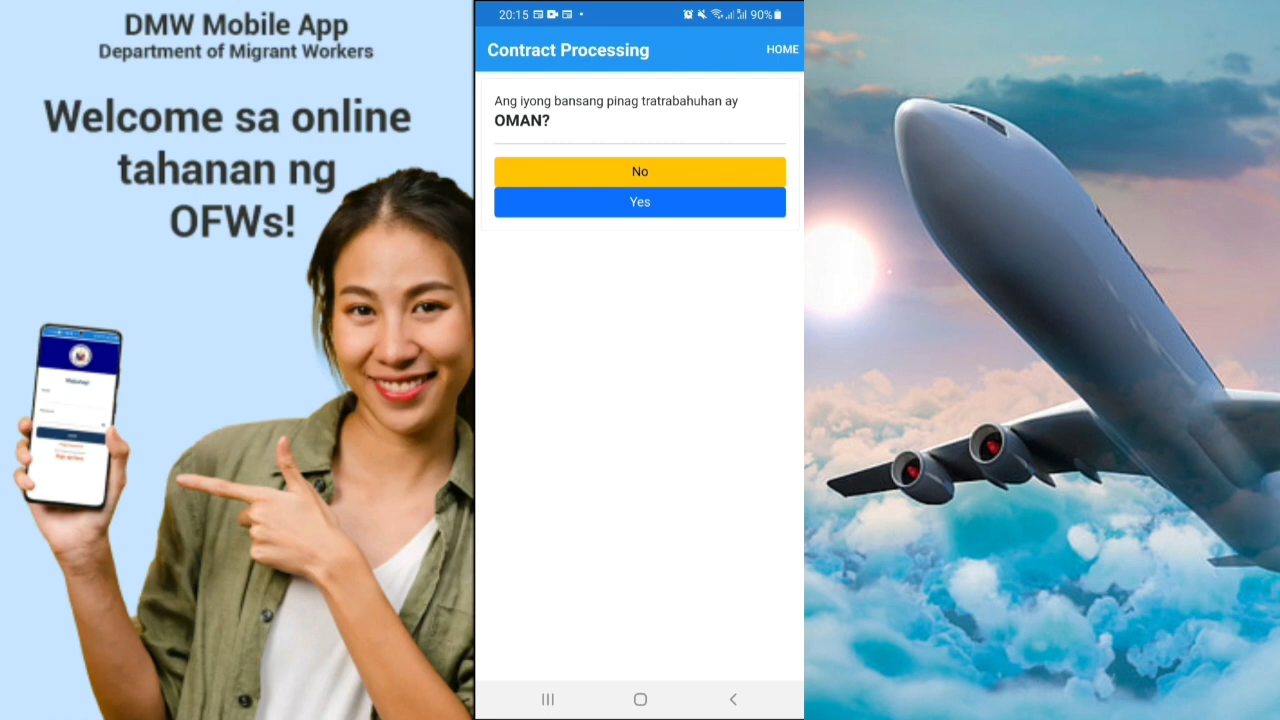 DMW Mobile App
Department of Migrant Workers
Welcome sa online
tahanan ng
OFWs!
20:15
90%
Contract Processing
HOME
Ang iyong bansang pinag tratrabahuhan ay
OMAN?
No
Yes